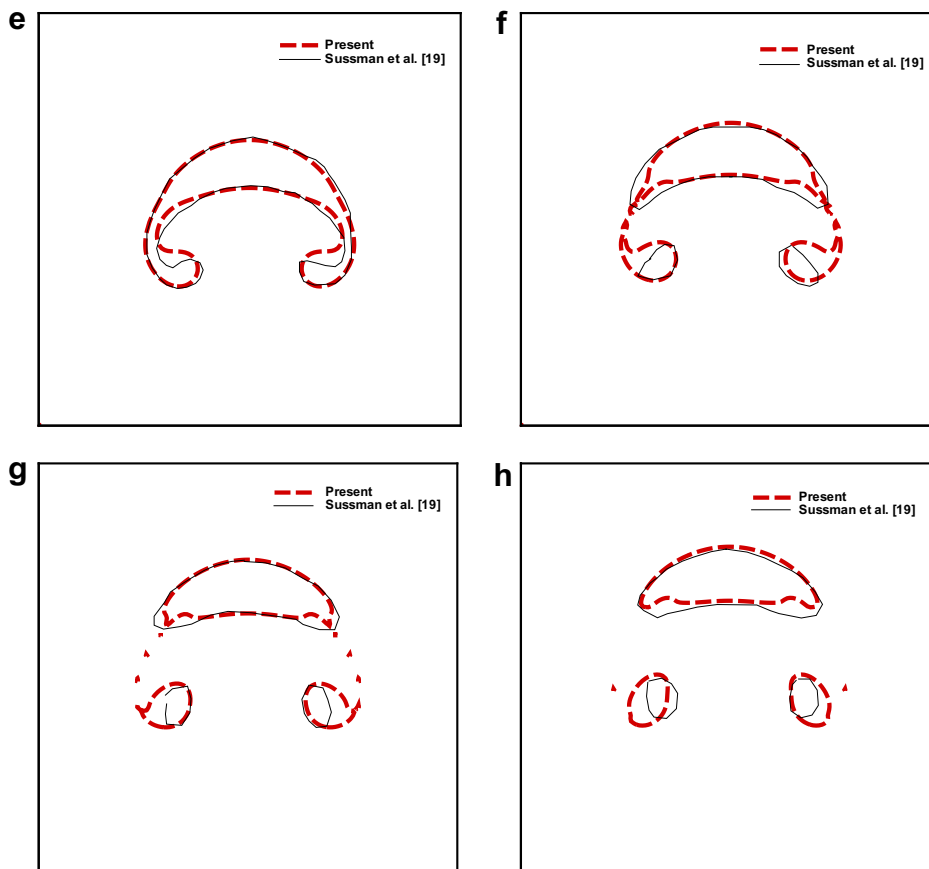 e
Present
Sussman et al. [19]
f
Present
Sussman et al. [19]
g
Present
Sussman et al. [19]
h
Present
Sussman et al. [19]